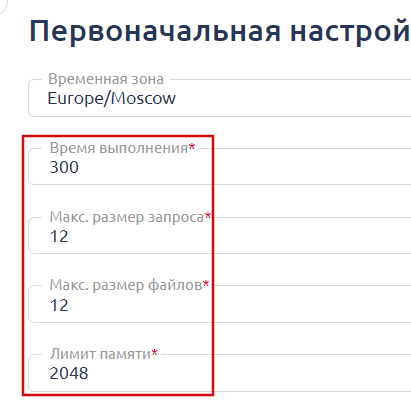 Первоначальная настрой
Временная зона
Europe/Moscow
Время выполнения*
300
Макс. размер запроса*
12
Макс. размер файлов*
12
Лимит памяти*
2048